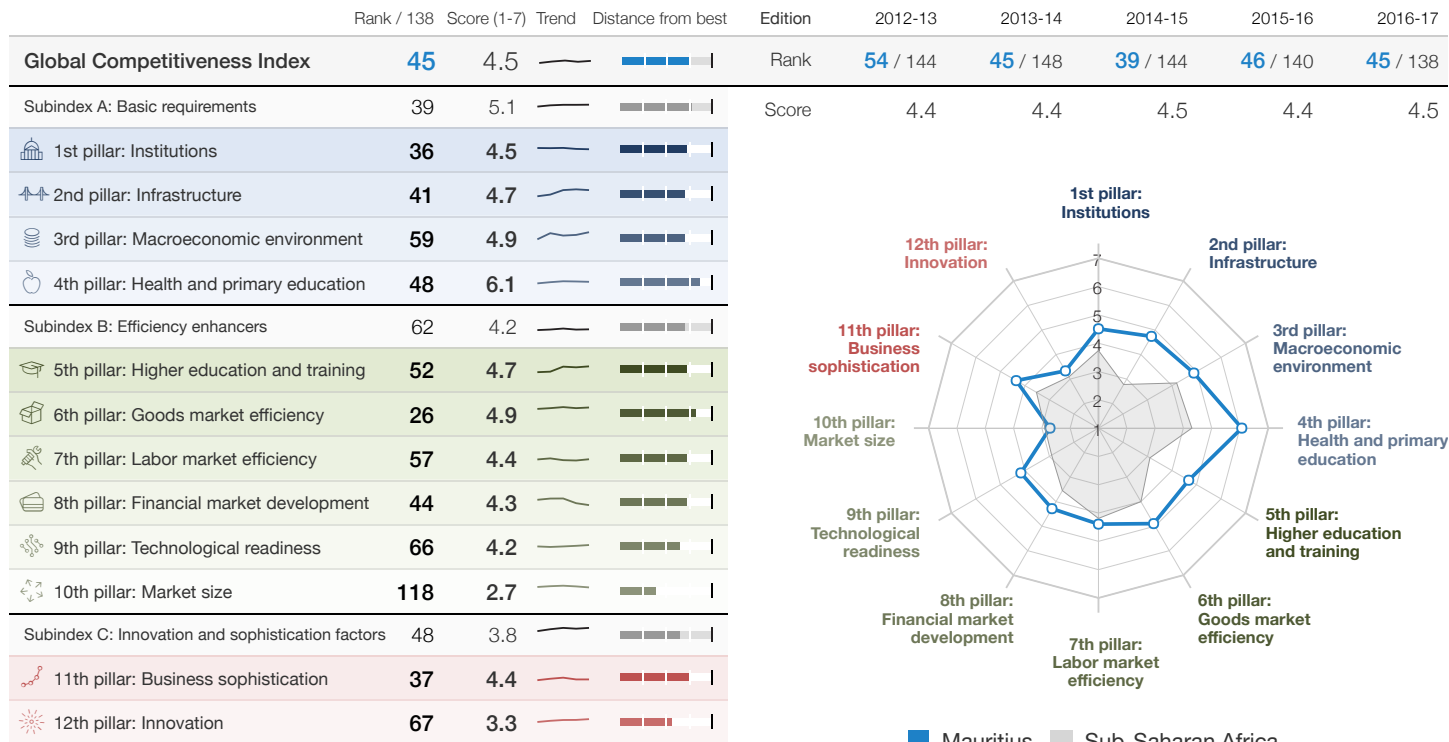 Rank / 138 Score (1-7) Trend Distance from best
Global Competitiveness Index 45 4.5
Subindex A: Basic requirements 39 5.1
1st pillar: Institutions 36 4.5
2nd pillar: Infrastructure 41 4.7
3rd pillar: Macroeconomic environment 59 4.9
4th pillar: Health and primary education 48 6.1
Subindex B: Efficiency enhancers 62 4.2
5th pillar: Higher education and training 52 4.7
6th pillar: Goods market efficiency 26 4.9
7th pillar: Labor market efficiency 57 4.4
8th pillar: Financial market development 44 4.3
9th pillar: Technological readiness 66 4.2
10th pillar: Market size 118 2.7
Subindex C: Innovation and sophistication factors 48 3.8
11th pillar: Business sophistication 37 4.4
12th pillar: Innovation 67 3.3
Edition 2012-13 2013-14 2014-15 2015-16 2016-17
Rank 54 / 144 45 / 148 39 / 144 46 / 140 45 / 138
Score 4.4 4.4 4.5 4.4 4.5
1st pillar:
Institutions
2nd pillar:
Infrastructure
3rd pillar:
Macroeconomic
environment
4th pillar:
Health and primary
education
5th pillar:
Higher education
and training
6th pillar:
Goods market
efficiency
7th pillar:
Labor market
efficiency
8th pillar:
Financial market
development
9th pillar:
Technological
readiness
10th pillar:
Market size
11th pillar:
Business
sophistication
12th pillar:
Innovation
7
6
5
4
3
2
1
Mauritius Sub-Saharan Africa